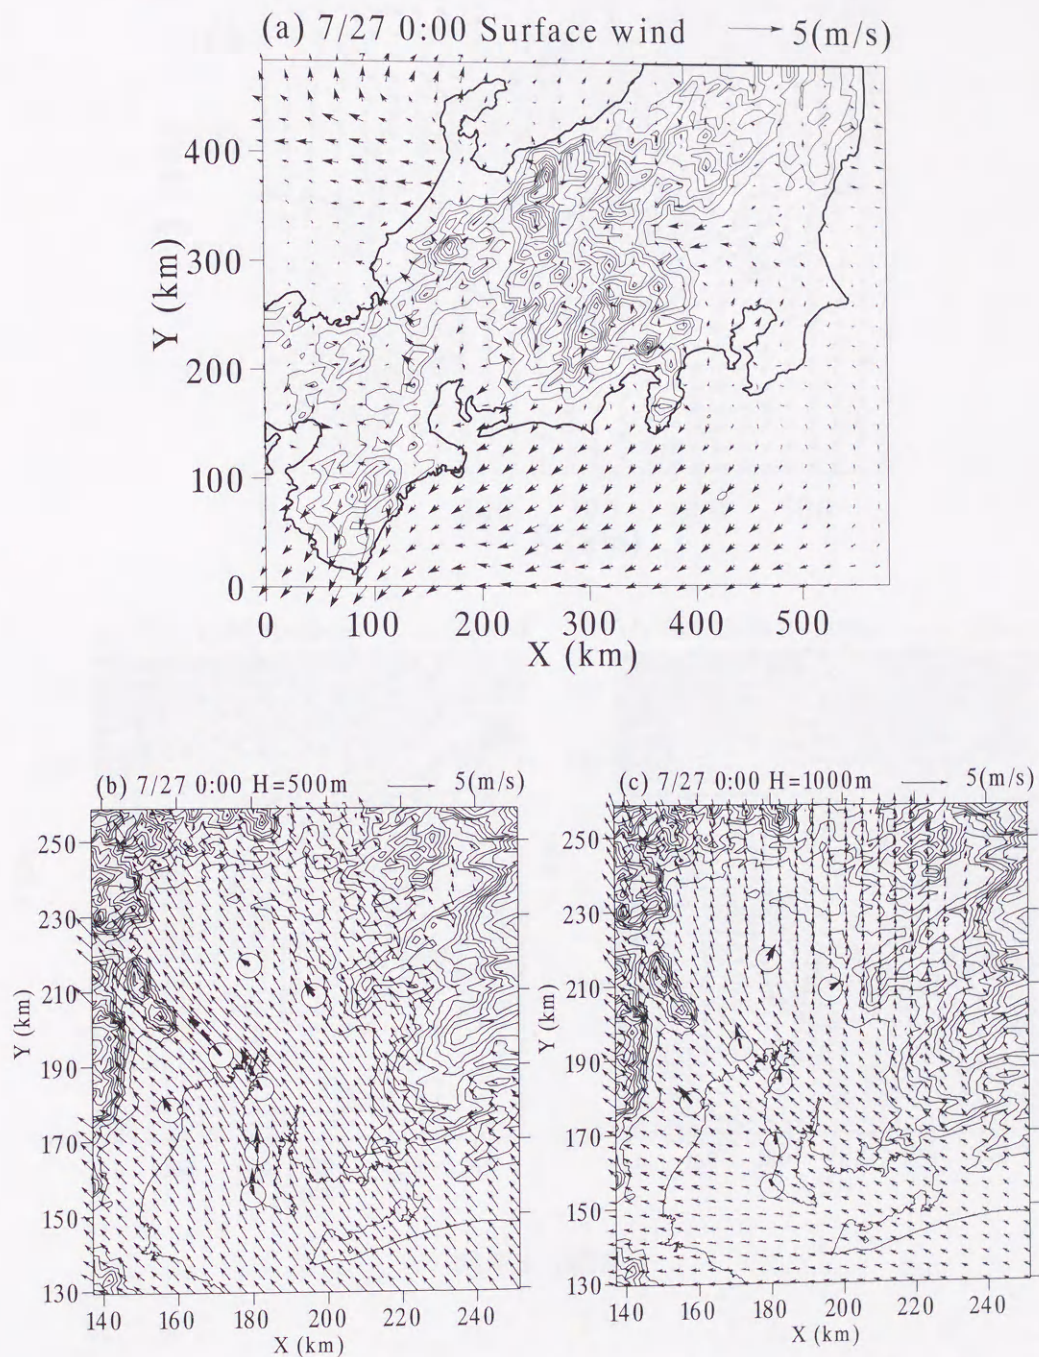 (a) 7/27 0:00 Surface wind 5(m/s)
400
300
200
100
0
Y (km)
0 100 200 300 400 500
X (km)
(b) 7/27 0:00 H=500m 5(m/s)
250
230
210
190
170
150
130
Y (km)
140 160 180 200 220 240
X (km)
(c) 7/27 0:00 H=1000m 5(m/s)
250
230
210
190
170
150
130
Y (km)
140 160 180 200 220 240
X (km)